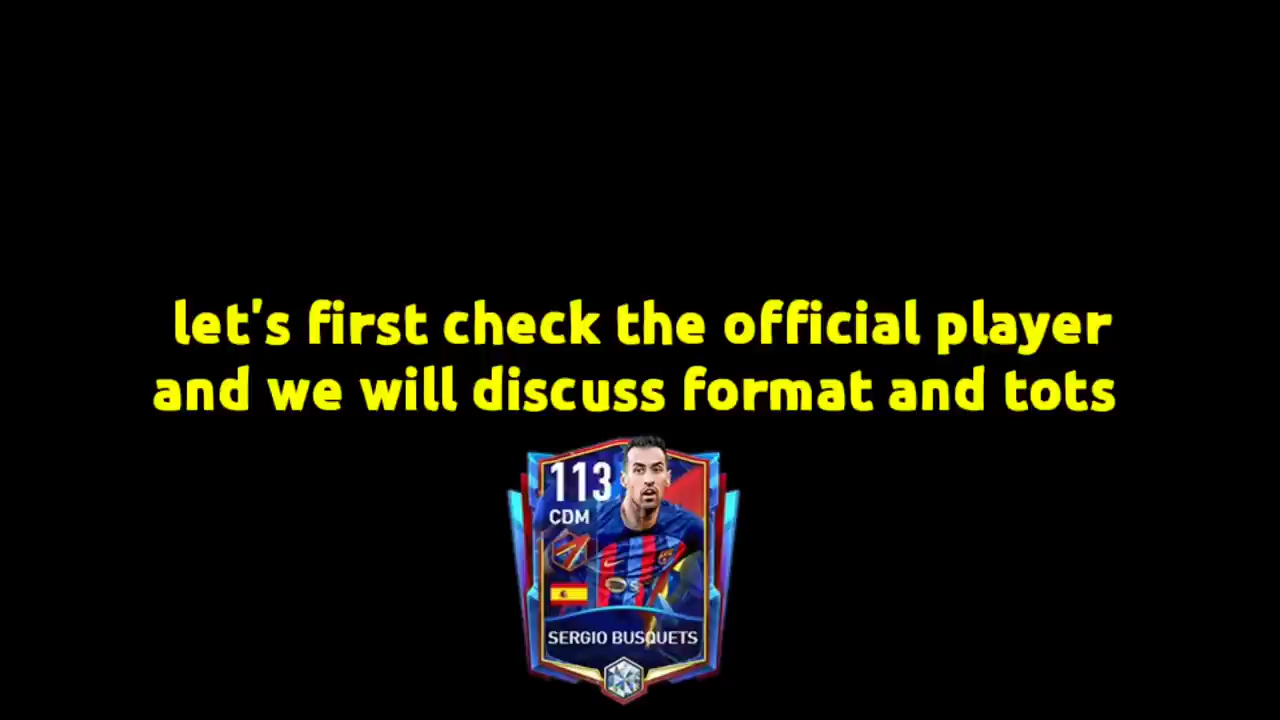 let's first check the official player
and we will discuss format and tots
113
CDM
SERGIO BUSQUETS